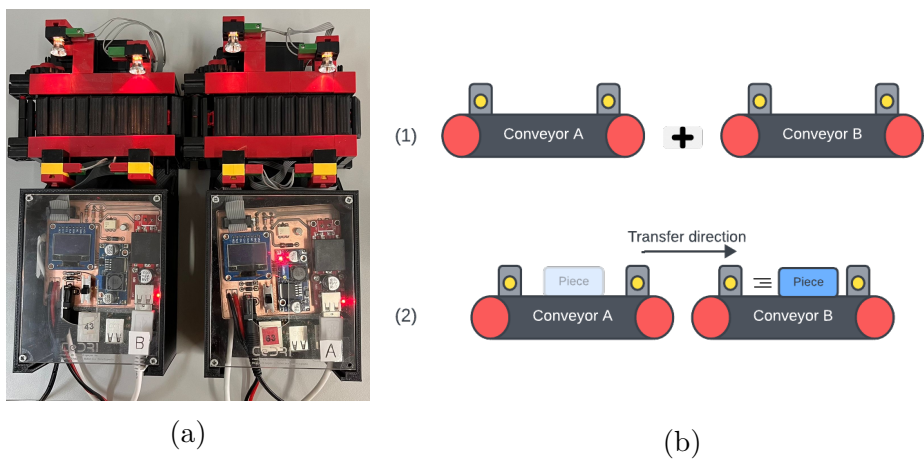 43
B
A
(a)
(1)
Conveyor A
Conveyor B
Transfer direction
Piece
Piece
(2)
Conveyor A
Conveyor B
(b)